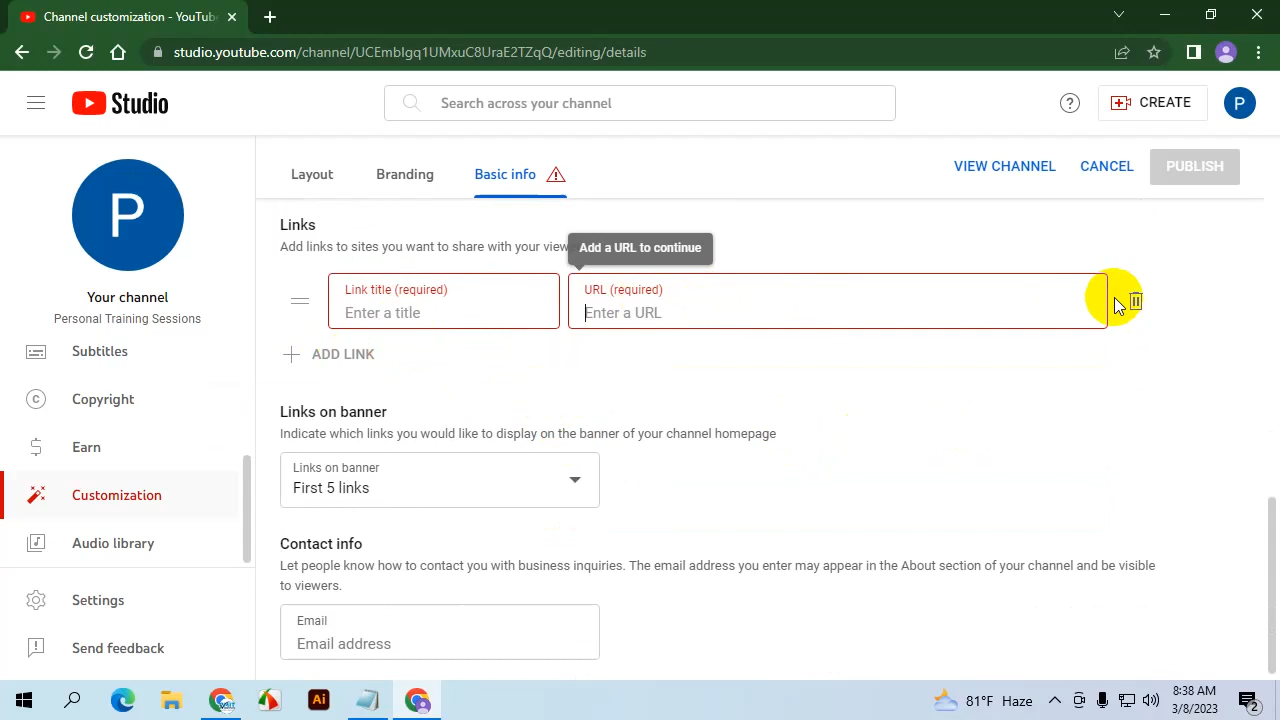 Channel customization - YouTub
studio.youtube.com/channel/UCEmbIgq1UMxuC8UraE2TZqQ/editing/details
Studio
Search across your channel
CREATE
P
P
Your channel
Personal Training Sessions
Subtitles
Copyright
Earn
Customization
Audio library
Settings
Send feedback
Layout
Branding
Basic info
VIEW CHANNEL
CANCEL
PUBLISH
Links
Add links to sites you want to share with your view
Add a URL to continue
Link title (required)
Enter a title
URL (required)
Enter a URL
ADD LINK
Links on banner
Indicate which links you would like to display on the banner of your channel homepage
Links on banner
First 5 links
Contact info
Let people know how to contact you with business inquiries. The email address you enter may appear in the About section of your channel and be visible
to viewers.
Email
Email address
Ai
81°F Haze
8:38 AM
3/8/2023
2